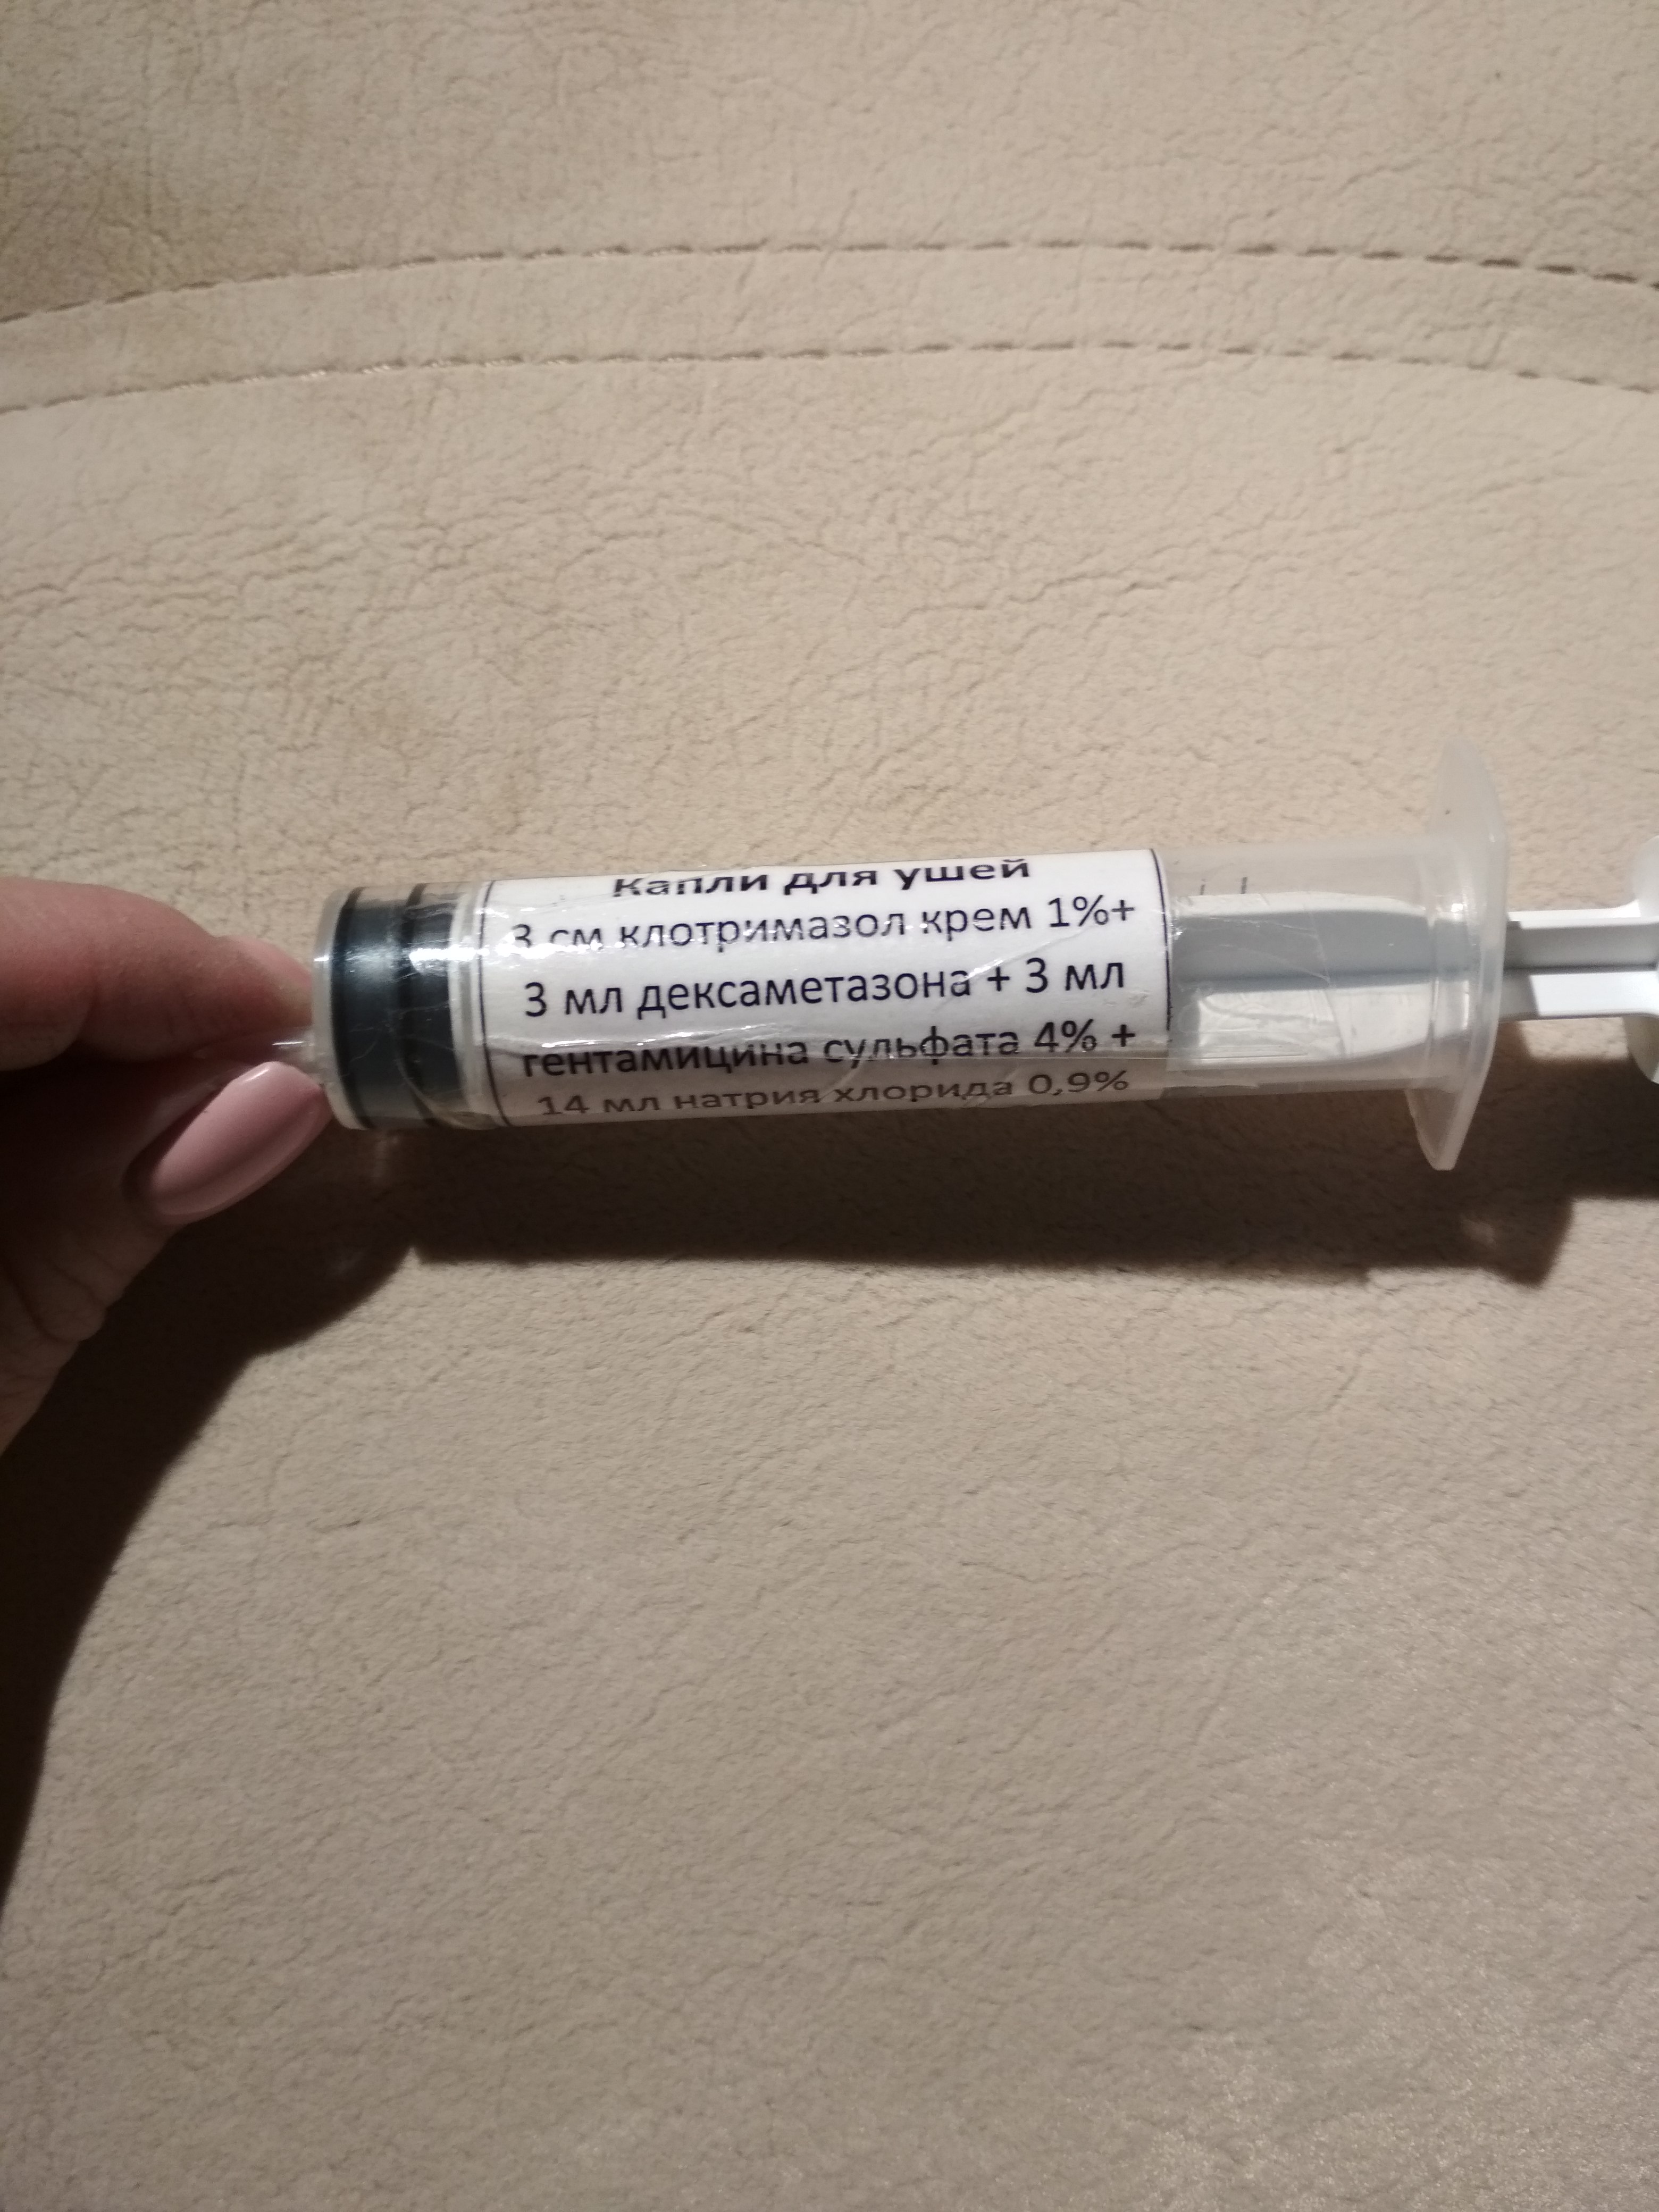 Капли для ушей
3 см клотримазол крем 1%+
3 мл дексаметазона + 3 мл
гентамицина сульфата 4% +
14 мл натрия хлорида 0,9%